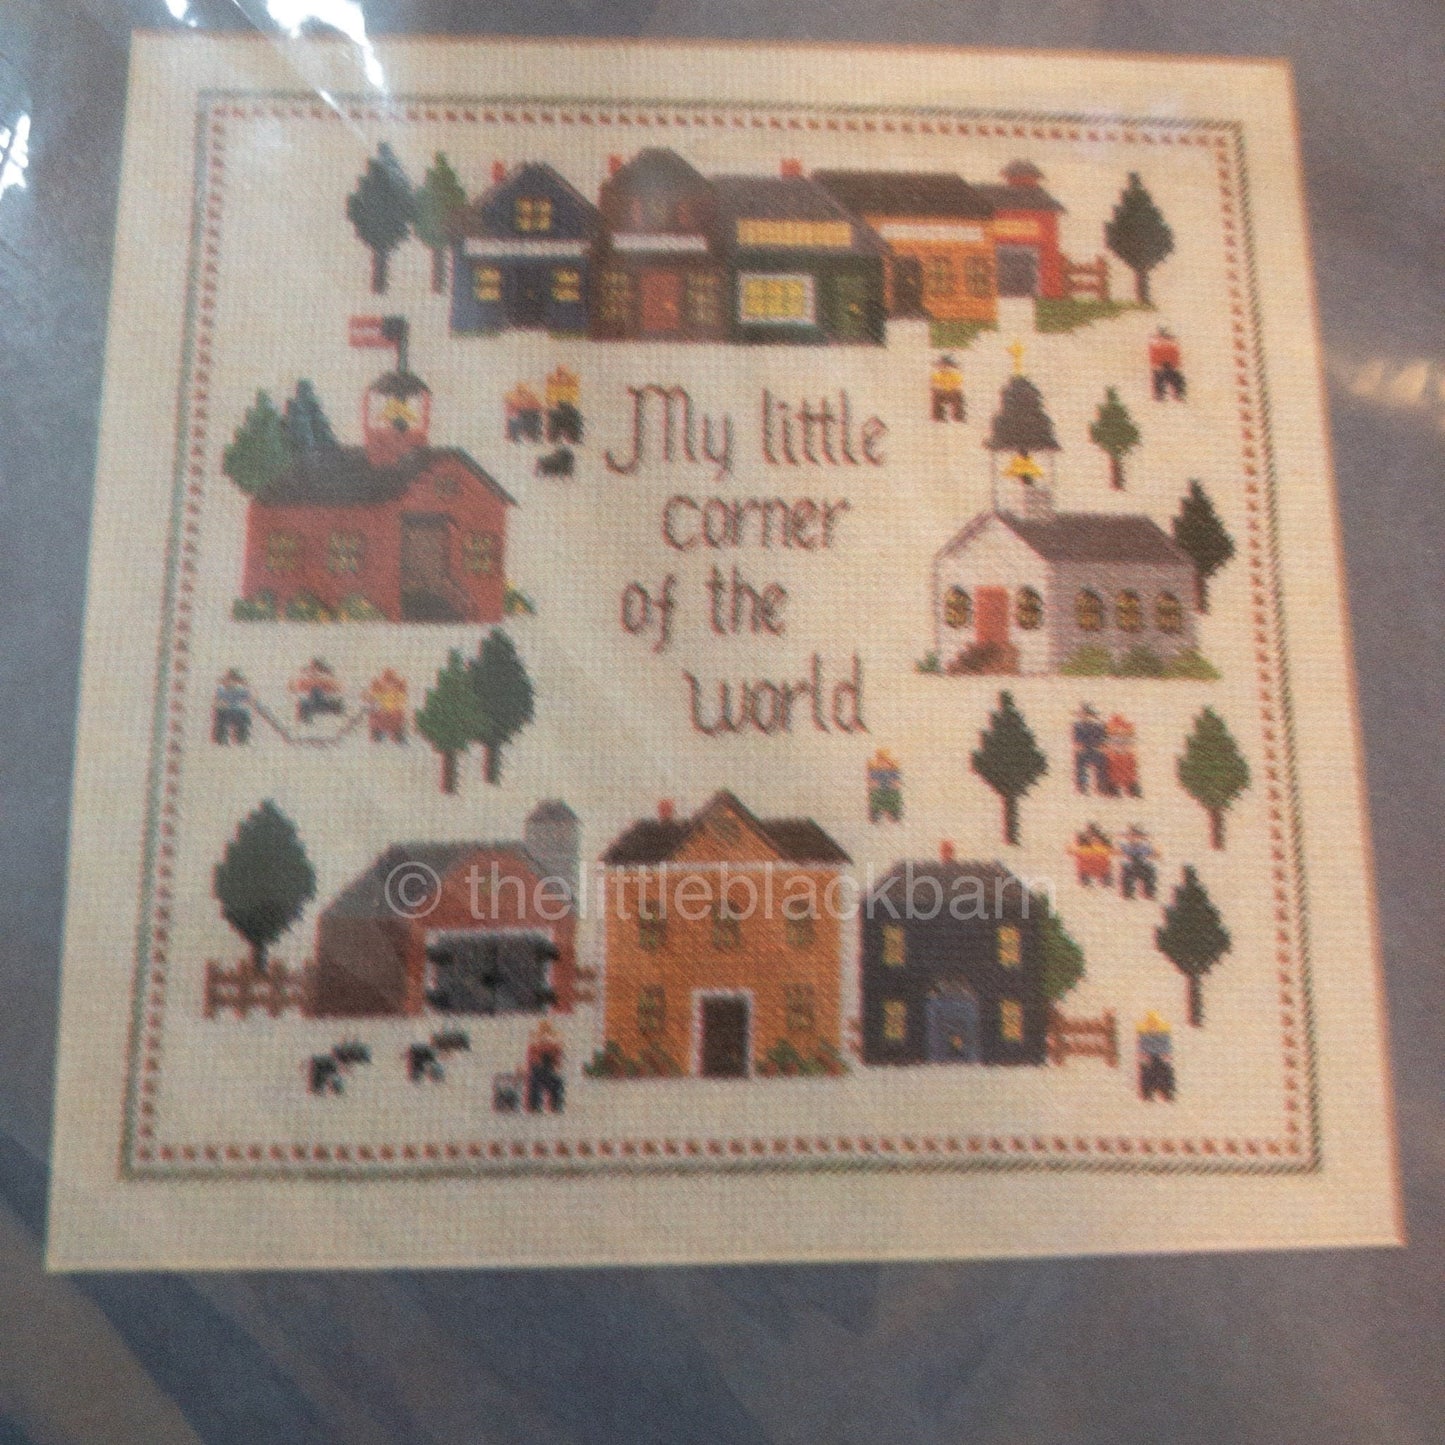 My little
corner
of the
world
© thelittleblackbarn